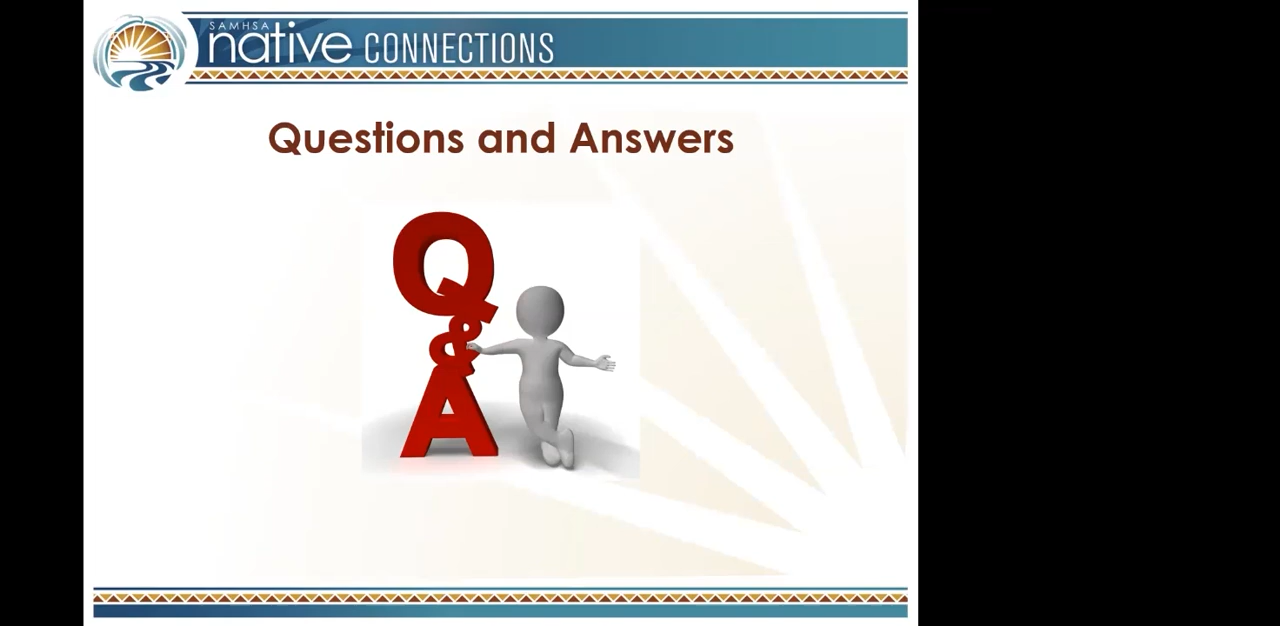 SAMHSA
native CONNECTIONS
Questions and Answers
Q
&
A